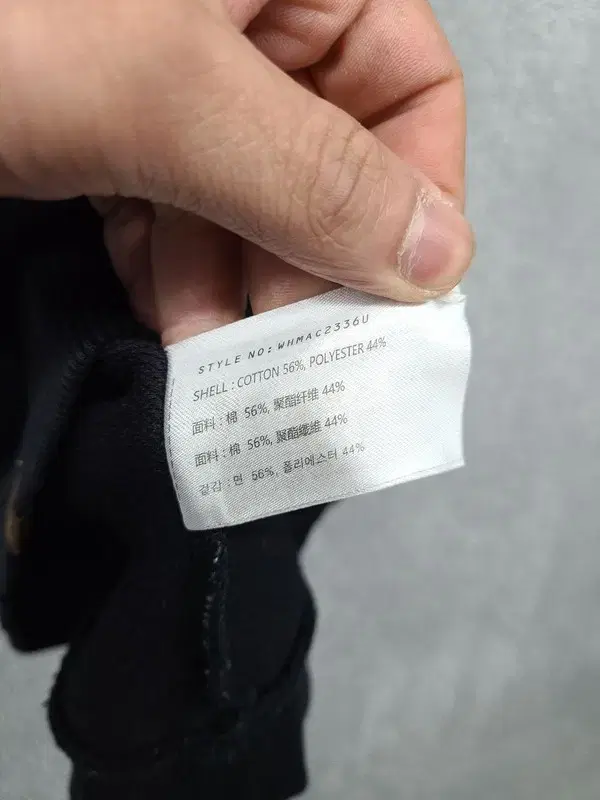 STYLE NO: WHMAC2336U
SHELL : COTTON 56%, POLYESTER 44%
面料 : 棉 56%, 聚酯纤维 44%
面料 : 棉 56%, 聚酯纖維 44%
겉감 : 면 56%, 폴리에스터 44%